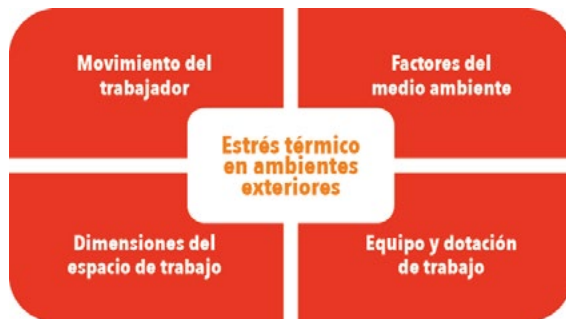 Movimiento del
trabajador
Factores del
medio ambiente
Estrés térmico
en ambientes
exteriores
Dimensiones del
espacio de trabajo
Equipo y dotación
de trabajo